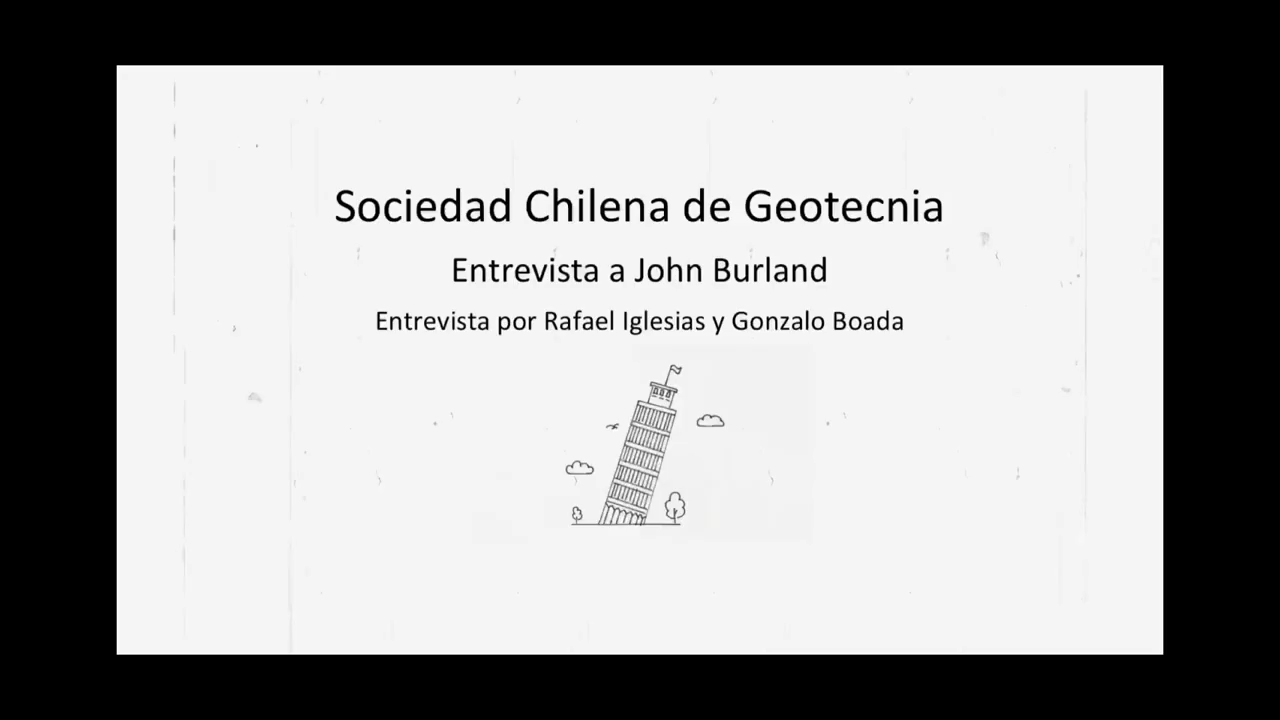 Sociedad Chilena de Geotecnia
Entrevista a John Burland
Entrevista por Rafael Iglesias y Gonzalo Boada